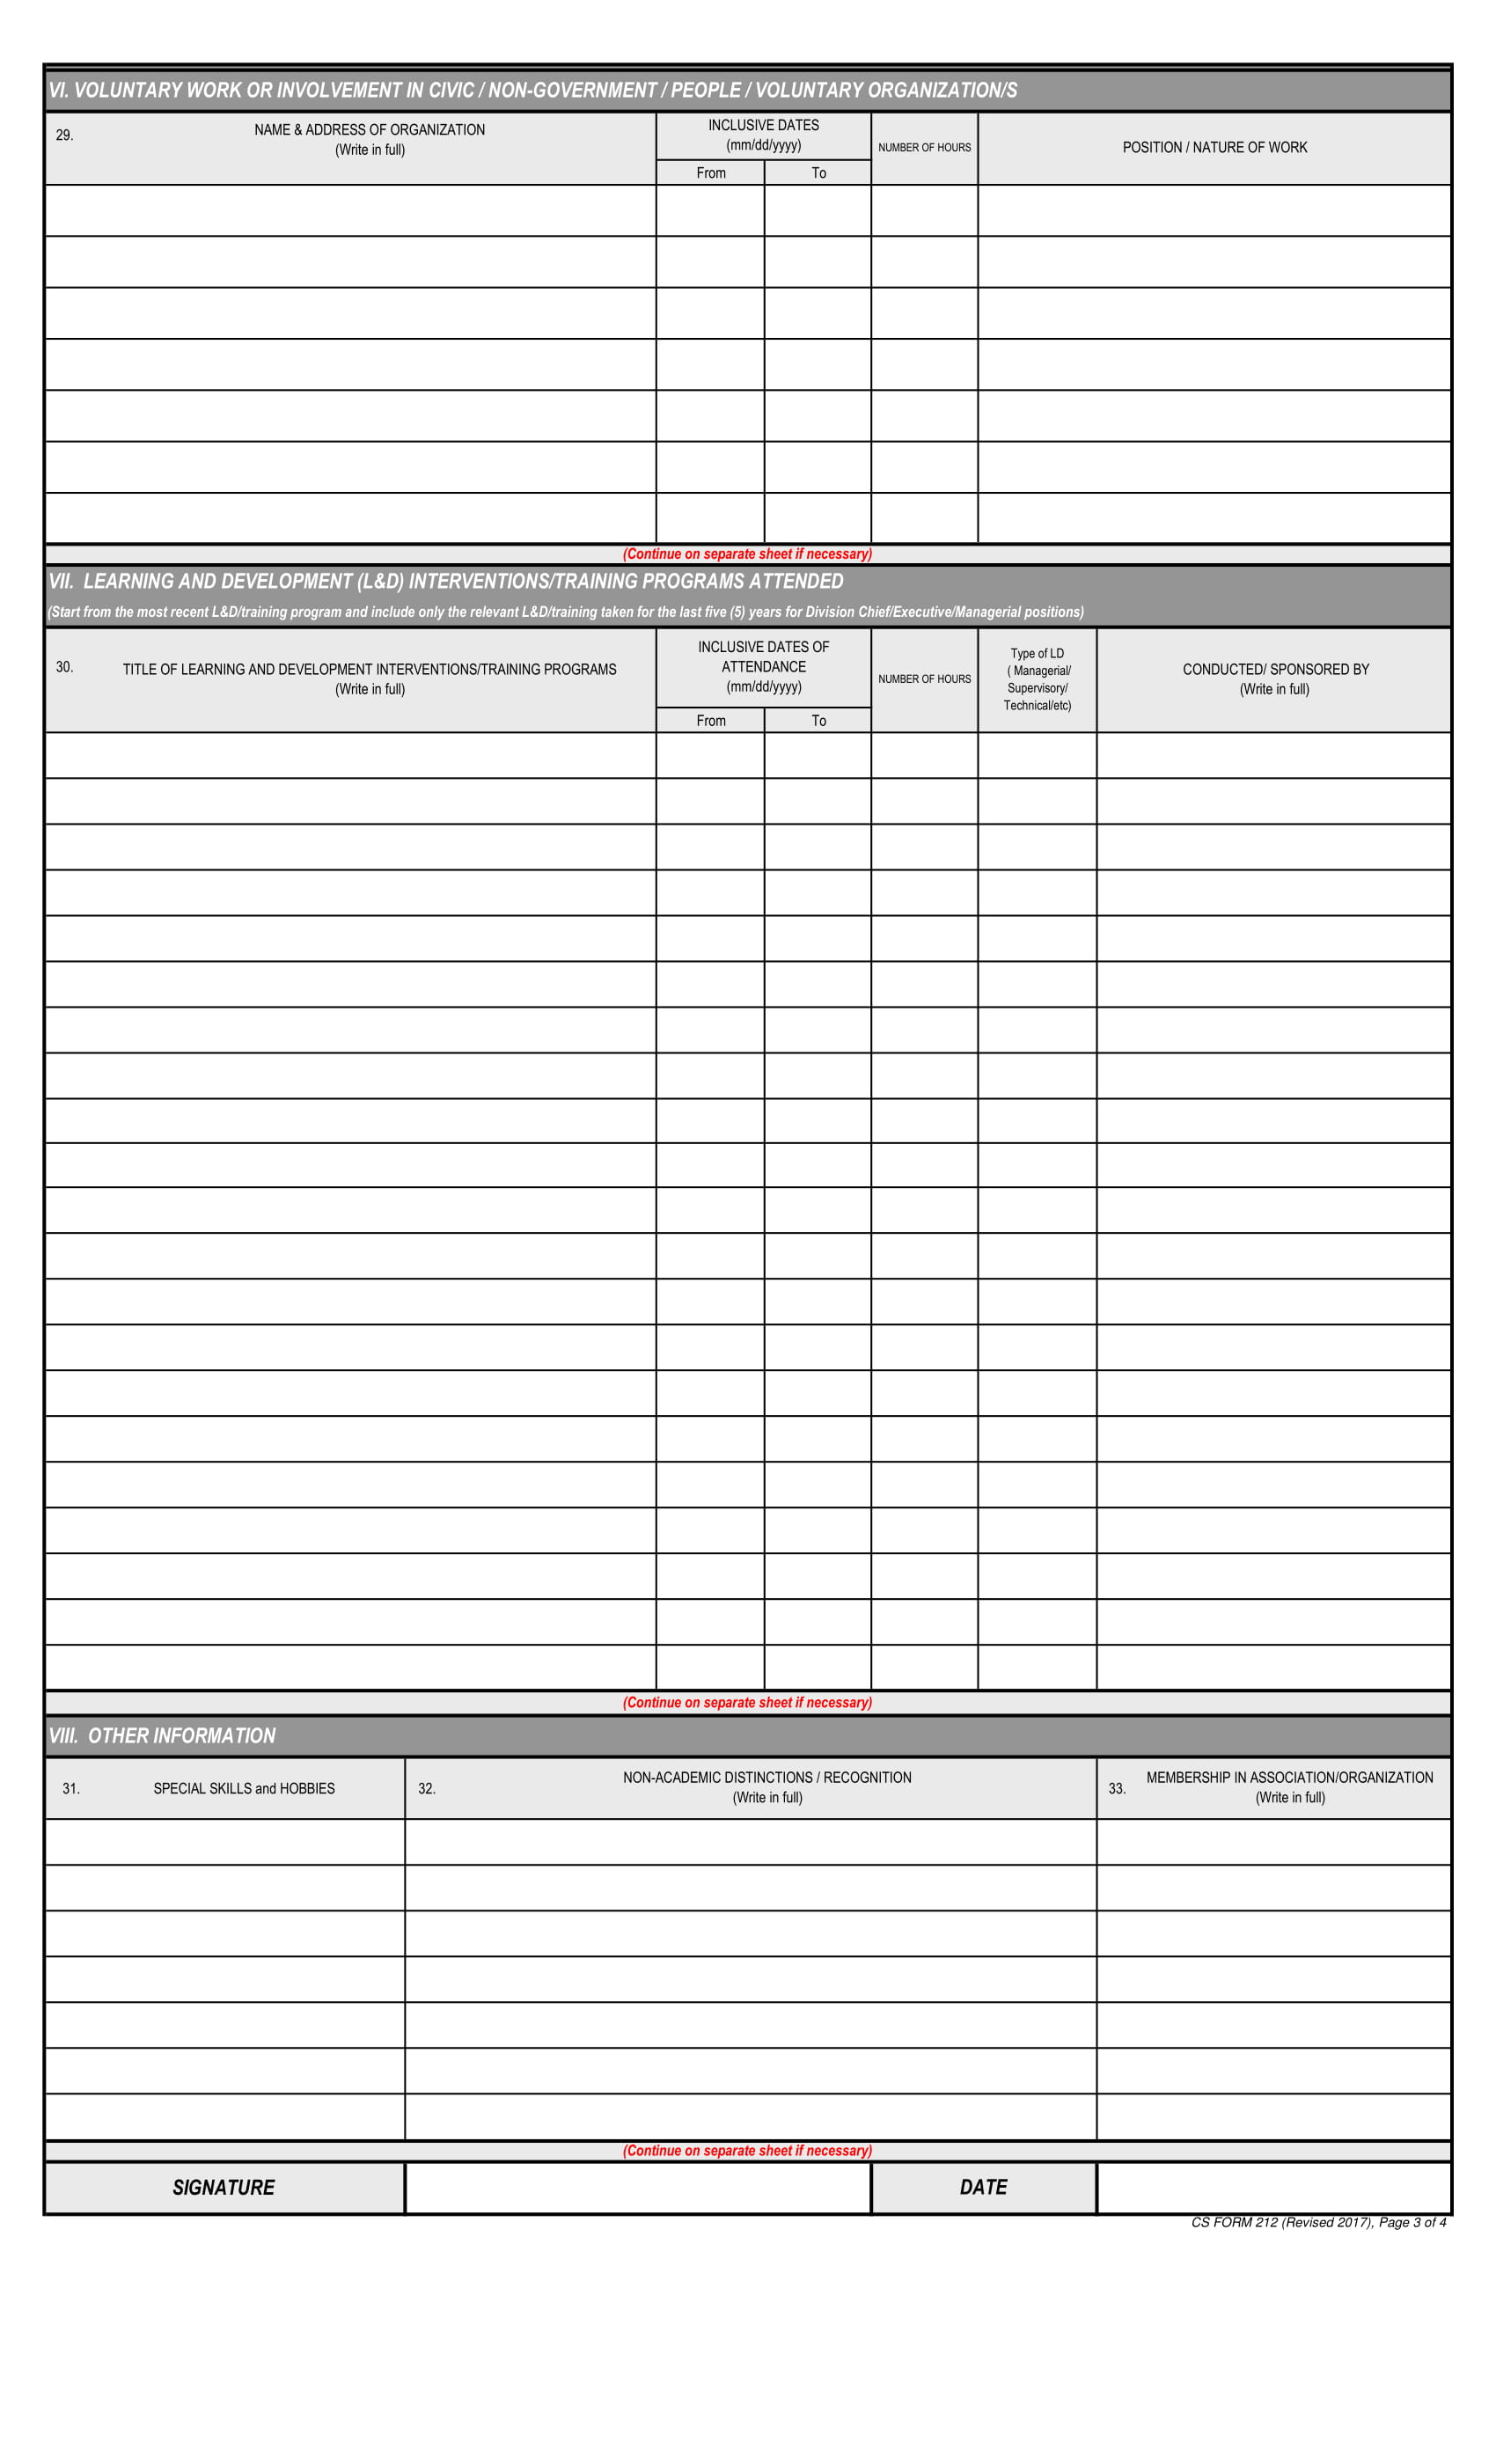 VI. VOLUNTARY WORK OR INVOLVEMENT IN CIVIC / NON-GOVERNMENT / PEOPLE / VOLUNTARY ORGANIZATION/S
29.
NAME & ADDRESS OF ORGANIZATION
(Write in full)
INCLUSIVE DATES
(mm/dd/yyyy)
From
To
NUMBER OF HOURS
POSITION / NATURE OF WORK
(Continue on separate sheet if necessary)
VII.  LEARNING AND DEVELOPMENT (L&D) INTERVENTIONS/TRAINING PROGRAMS ATTENDED
(Start from the most recent L&D/training program and include only the relevant L&D/training taken for the last five (5) years for Division Chief/Executive/Managerial positions)
30.
TITLE OF LEARNING AND DEVELOPMENT INTERVENTIONS/TRAINING PROGRAMS
(Write in full)
INCLUSIVE DATES OF
ATTENDANCE
(mm/dd/yyyy)
From
To
NUMBER OF HOURS
Type of LD
( Managerial/
Supervisory/
Technical/etc)
CONDUCTED/ SPONSORED BY
(Write in full)
(Continue on separate sheet if necessary)
VIII.  OTHER INFORMATION
31.
SPECIAL SKILLS and HOBBIES
32.
NON-ACADEMIC DISTINCTIONS / RECOGNITION
(Write in full)
33.
MEMBERSHIP IN ASSOCIATION/ORGANIZATION
(Write in full)
(Continue on separate sheet if necessary)
SIGNATURE
DATE
CS FORM 212 (Revised 2017), Page 3 of 4